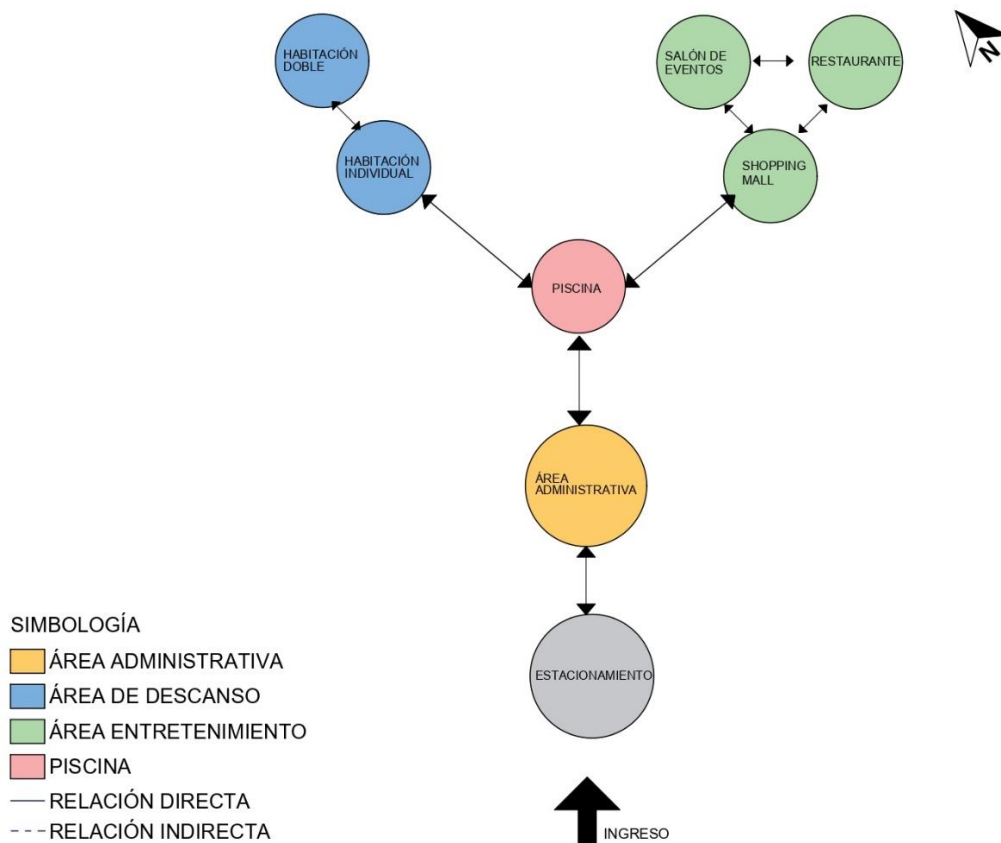 HABITACIÓN
DOBLE
HABITACIÓN
INDIVIDUAL
SALÓN DE
EVENTOS
RESTAURANTE
SHOPPING
MALL
N
PISCINA
ÁREA
ADMINISTRATIVA
ESTACIONAMIENTO
INGRESO
SIMBOLOGÍA
ÁREA ADMINISTRATIVA
ÁREA DE DESCANSO
ÁREA ENTRETENIMIENTO
PISCINA
RELACIÓN DIRECTA
RELACIÓN INDIRECTA